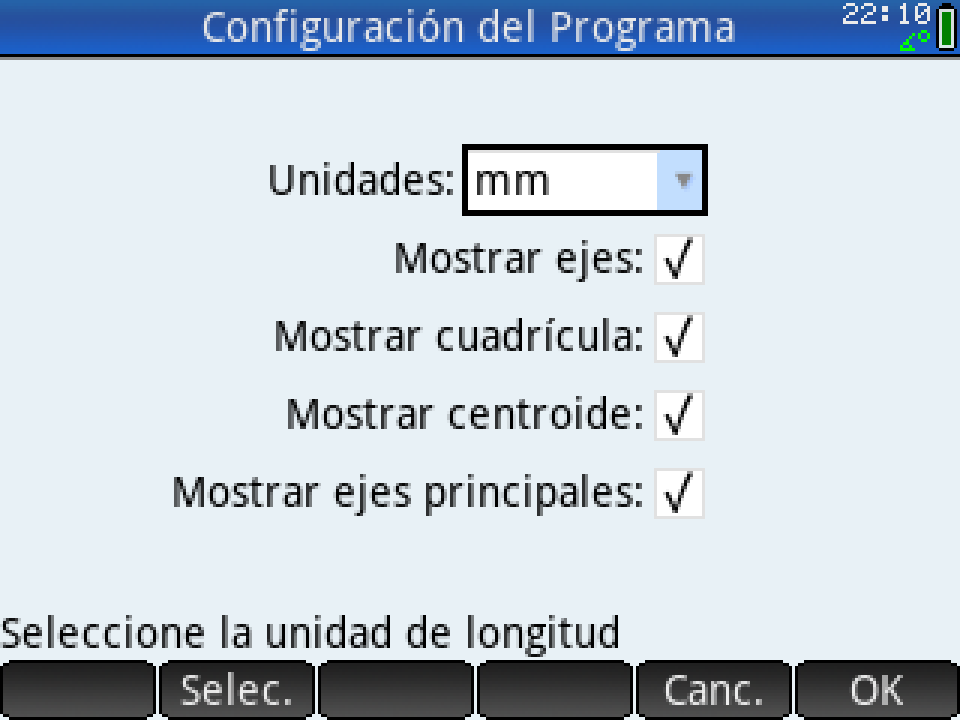 Configuración del Programa 22:10
Unidades: mm
Mostrar ejes:
Mostrar cuadrícula:
Mostrar centroide:
Mostrar ejes principales:
Seleccione la unidad de longitud
Selec. Canc. OK